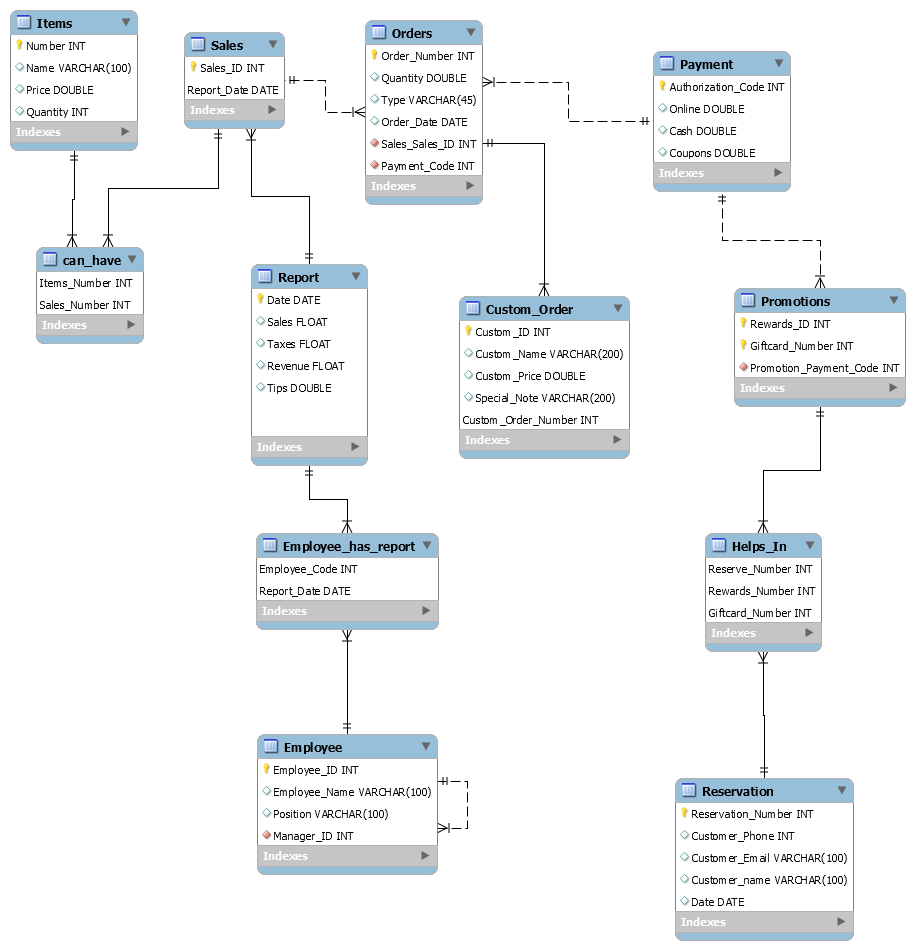 Items
Number INT
Name VARCHAR(100)
Price DOUBLE
Quantity INT
Indexes
Sales
Sales_ID INT
Report_Date DATE
Indexes
Orders
Order_Number INT
Quantity DOUBLE
Type VARCHAR(45)
Order_Date DATE
Sales_Sales_ID INT
Payment_Code INT
Indexes
Payment
Authorization_Code INT
Online DOUBLE
Cash DOUBLE
Coupons DOUBLE
Indexes
can_have
Items_Number INT
Sales_Number INT
Indexes
Report
Date DATE
Sales FLOAT
Taxes FLOAT
Revenue FLOAT
Tips DOUBLE
Indexes
Custom_Order
Custom_ID INT
Custom_Name VARCHAR(200)
Custom_Price DOUBLE
Special_Note VARCHAR(200)
Custom_Order_Number INT
Indexes
Promotions
Rewards_ID INT
Giftcard_Number INT
Promotion_Payment_Code INT
Indexes
Employee_has_report
Employee_Code INT
Report_Date DATE
Indexes
Helps_In
Reserve_Number INT
Rewards_Number INT
Giftcard_Number INT
Indexes
Employee
Employee_ID INT
Employee_Name VARCHAR(100)
Position VARCHAR(100)
Manager_ID INT
Indexes
Reservation
Reservation_Number INT
Customer_Phone INT
Customer_Email VARCHAR(100)
Customer_name VARCHAR(100)
Date DATE
Indexes